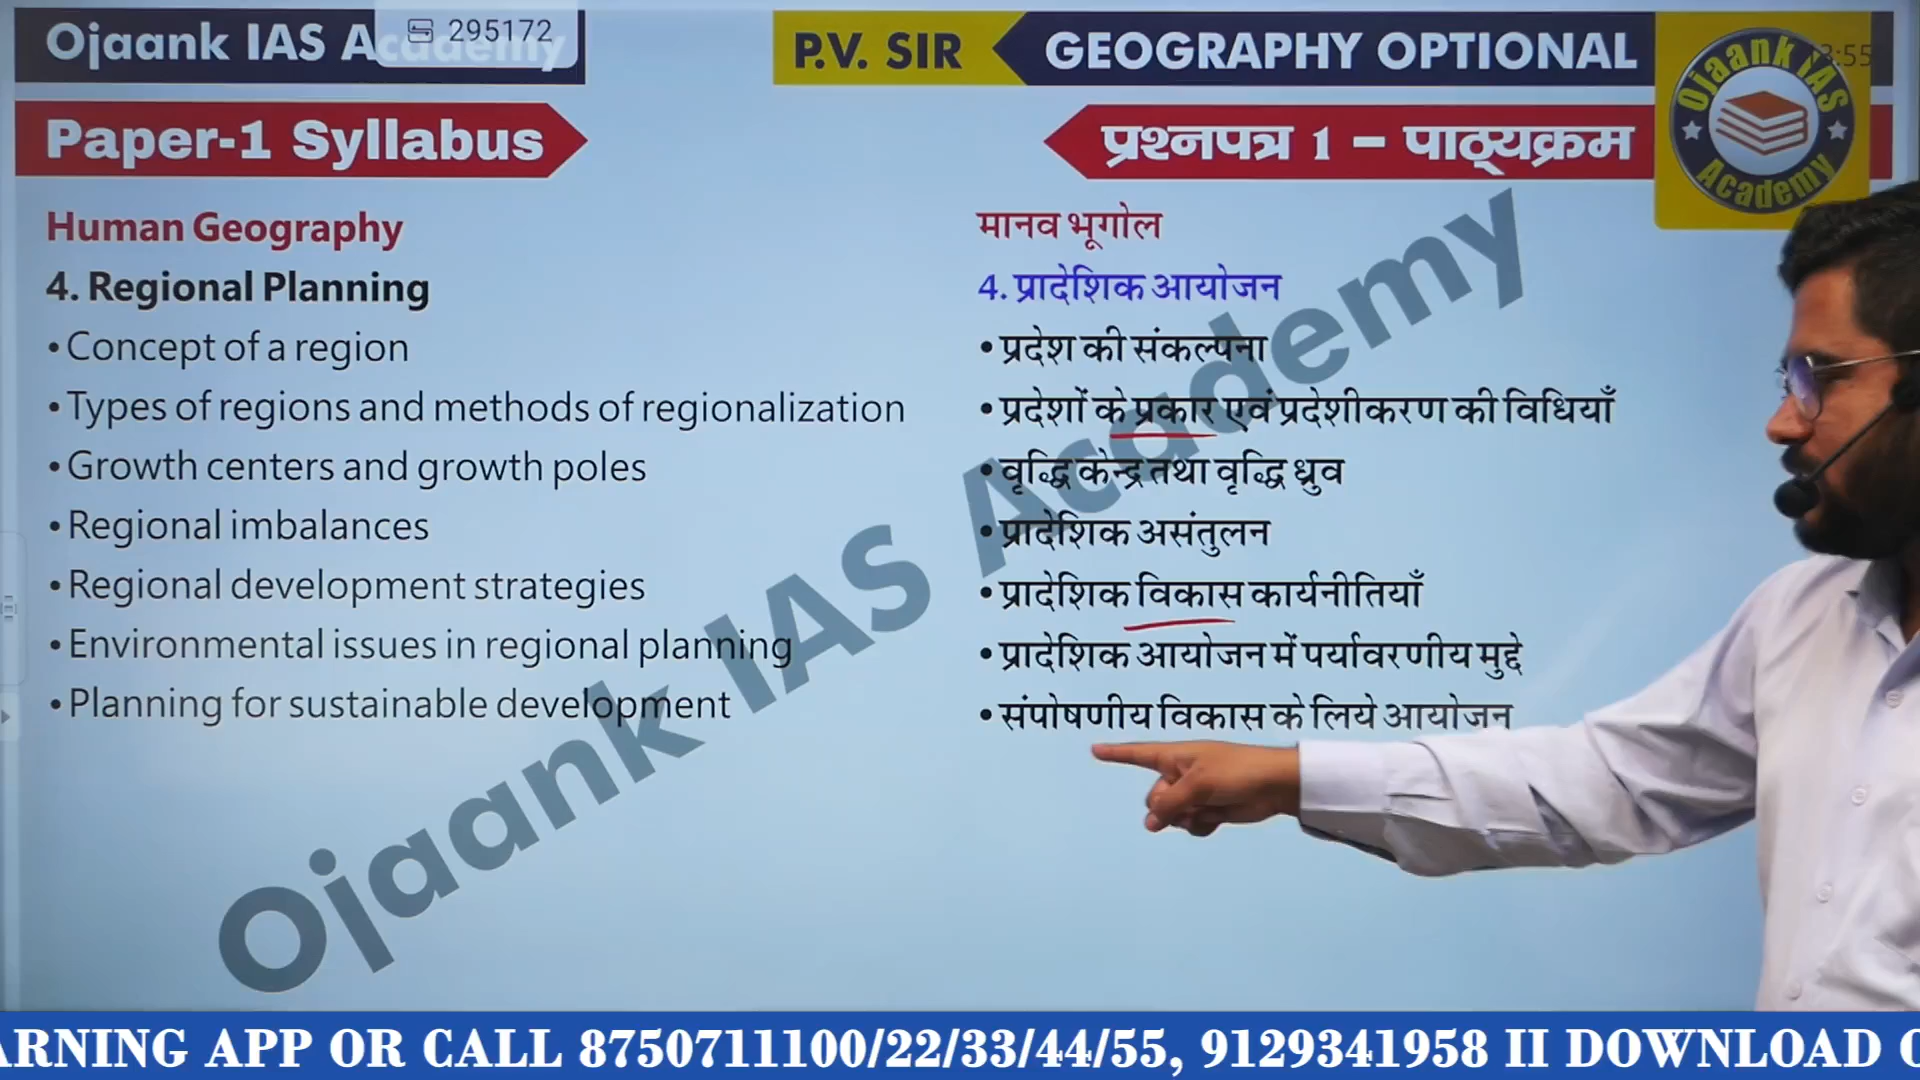 Ojaank IAS Academy
295172
P.V. SIR
GEOGRAPHY OPTIONAL
3:55
Ojaank IAS
Academy
Paper-1 Syllabus
प्रश्नपत्र 1 – पाठ्यक्रम
Human Geography
4. Regional Planning
• Concept of a region
• Types of regions and methods of regionalization
• Growth centers and growth poles
• Regional imbalances
• Regional development strategies
• Environmental issues in regional planning
• Planning for sustainable development
मानव भूगोल
4. प्रादेशिक आयोजन
• प्रदेश की संकल्पना
• प्रदेशों के प्रकार एवं प्रदेशीकरण की विधियाँ
• वृद्धि केन्द्र तथा वृद्धि ध्रुव
• प्रादेशिक असंतुलन
• प्रादेशिक विकास कार्यनीतियाँ
• प्रादेशिक आयोजन में पर्यावरणीय मुद्दे
• संपोषणीय विकास के लिये आयोजन
Ojaank IAS Academy
ARNING APP OR CALL 8750711100/22/33/44/55, 9129341958 II DOWNLOAD O